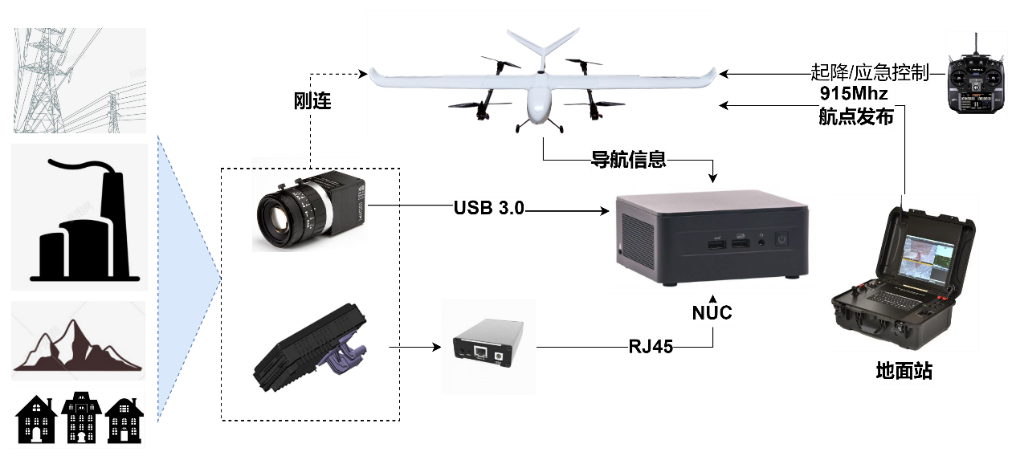 起降/应急控制
915Mhz
航点发布
刚连
导航信息
USB 3.0
NUC
RJ45
地面站